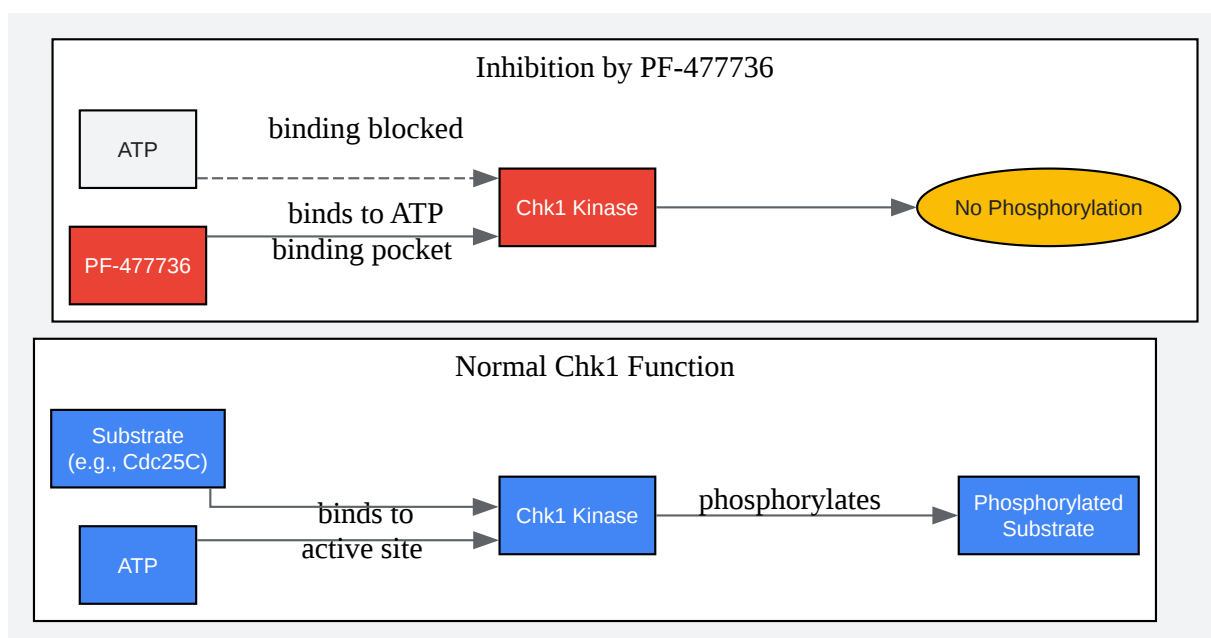 Inhibition by PF-477736
ATP
binding blocked
binds to ATP
binding pocket
PF-477736
Chk1 Kinase
No Phosphorylation
Normal Chk1 Function
Substrate
(e.g., Cdc25C)
ATP
binds to
active site
Chk1 Kinase
phosphorylates
Phosphorylated
Substrate